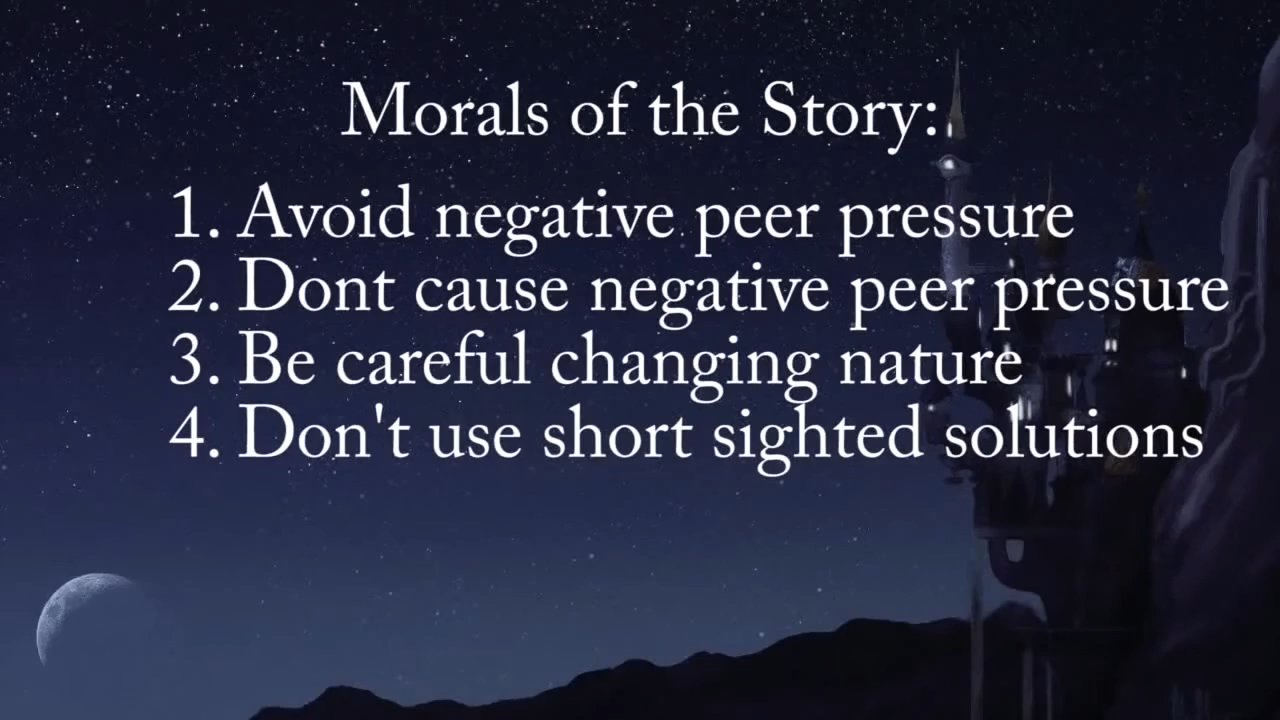 Morals of the Story:
1. Avoid negative peer pressure
2. Dont cause negative peer pressure
3. Be careful changing nature
4. Don't use short sighted solutions